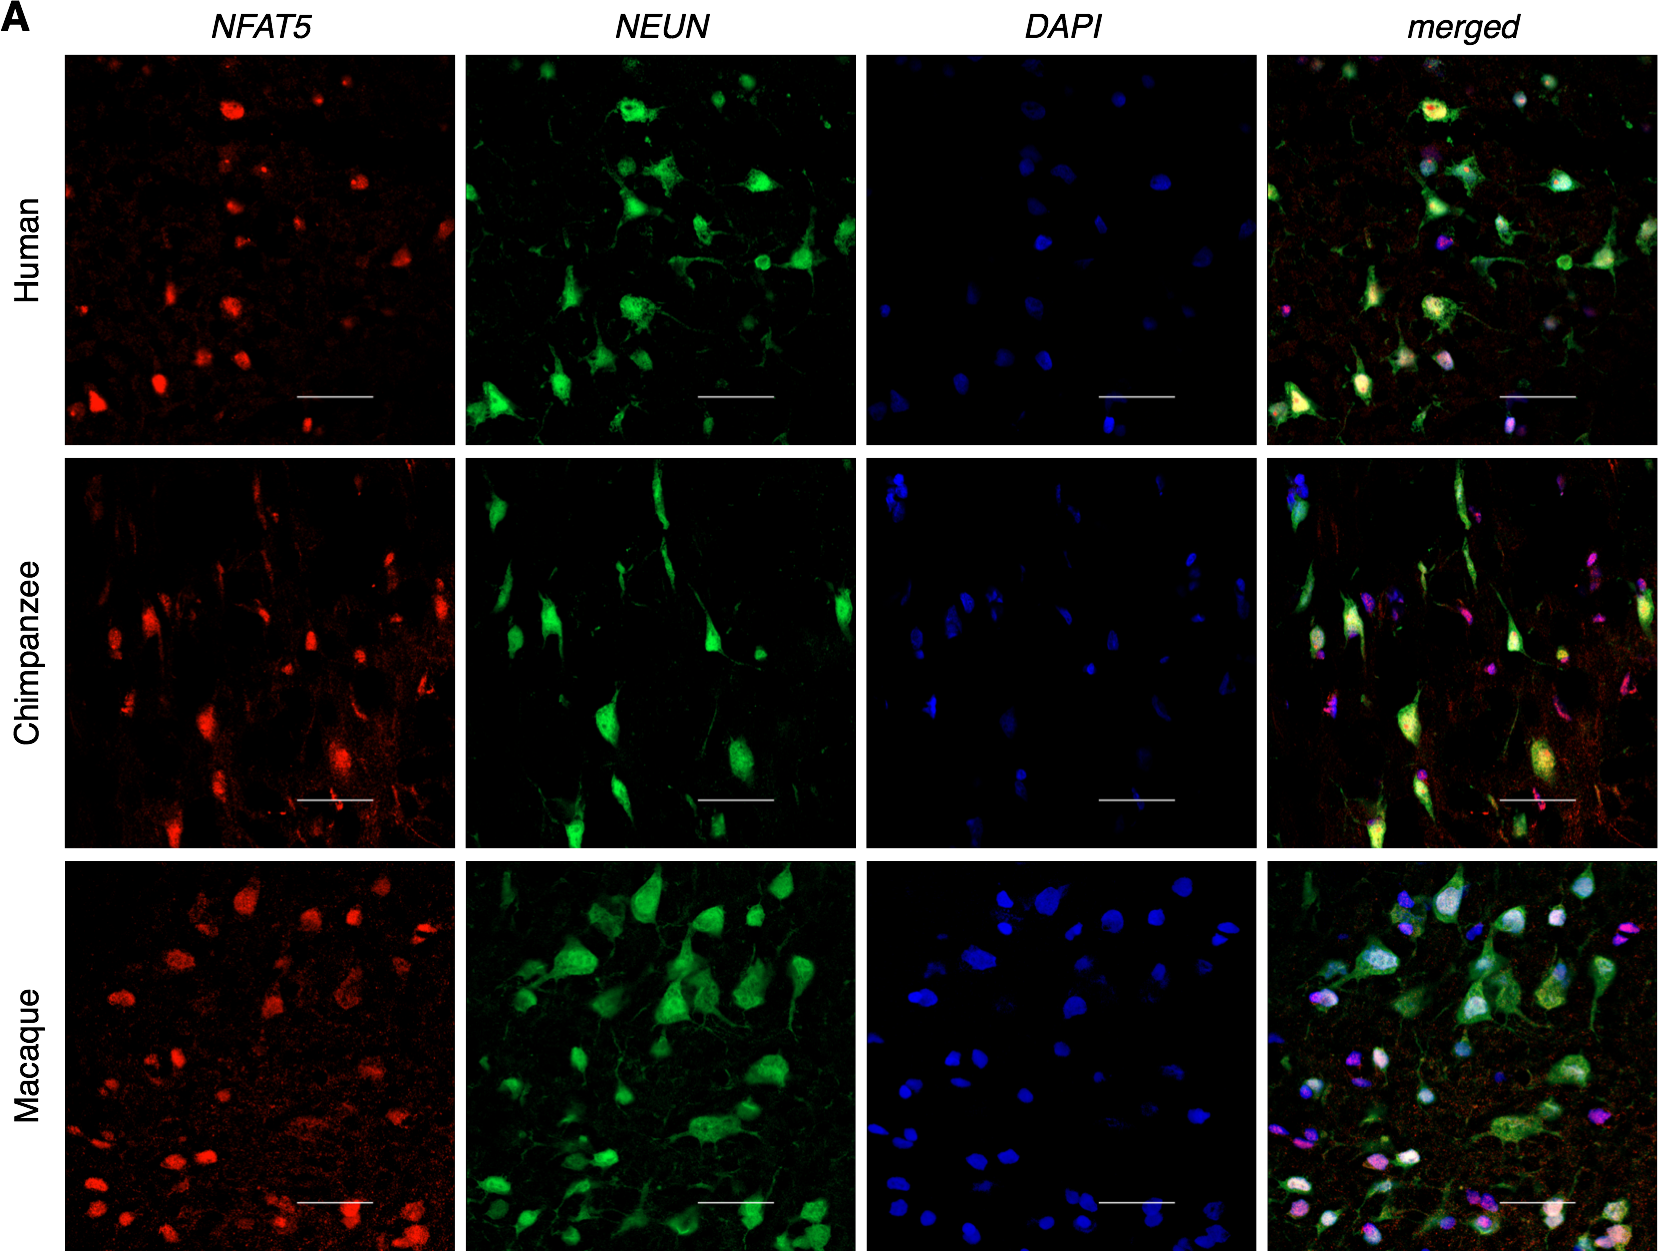 A
NFAT5 NEUN DAPI merged
Human
Chimpanzee
Macaque